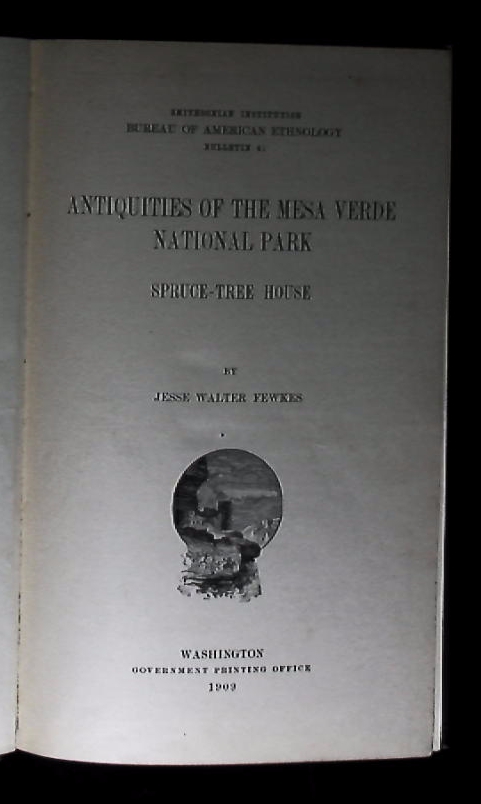 SMITHSONIAN INSTITUTION
BUREAU OF AMERICAN ETHNOLOGY
BULLETIN
ANTIQUITIES OF THE MESA VERDE
NATIONAL PARK
SPRUCE-TREE HOUSE
BY
JESSE WALTER FEWKES
WASHINGTON
GOVERNMENT PRINTING OFFICE
1909